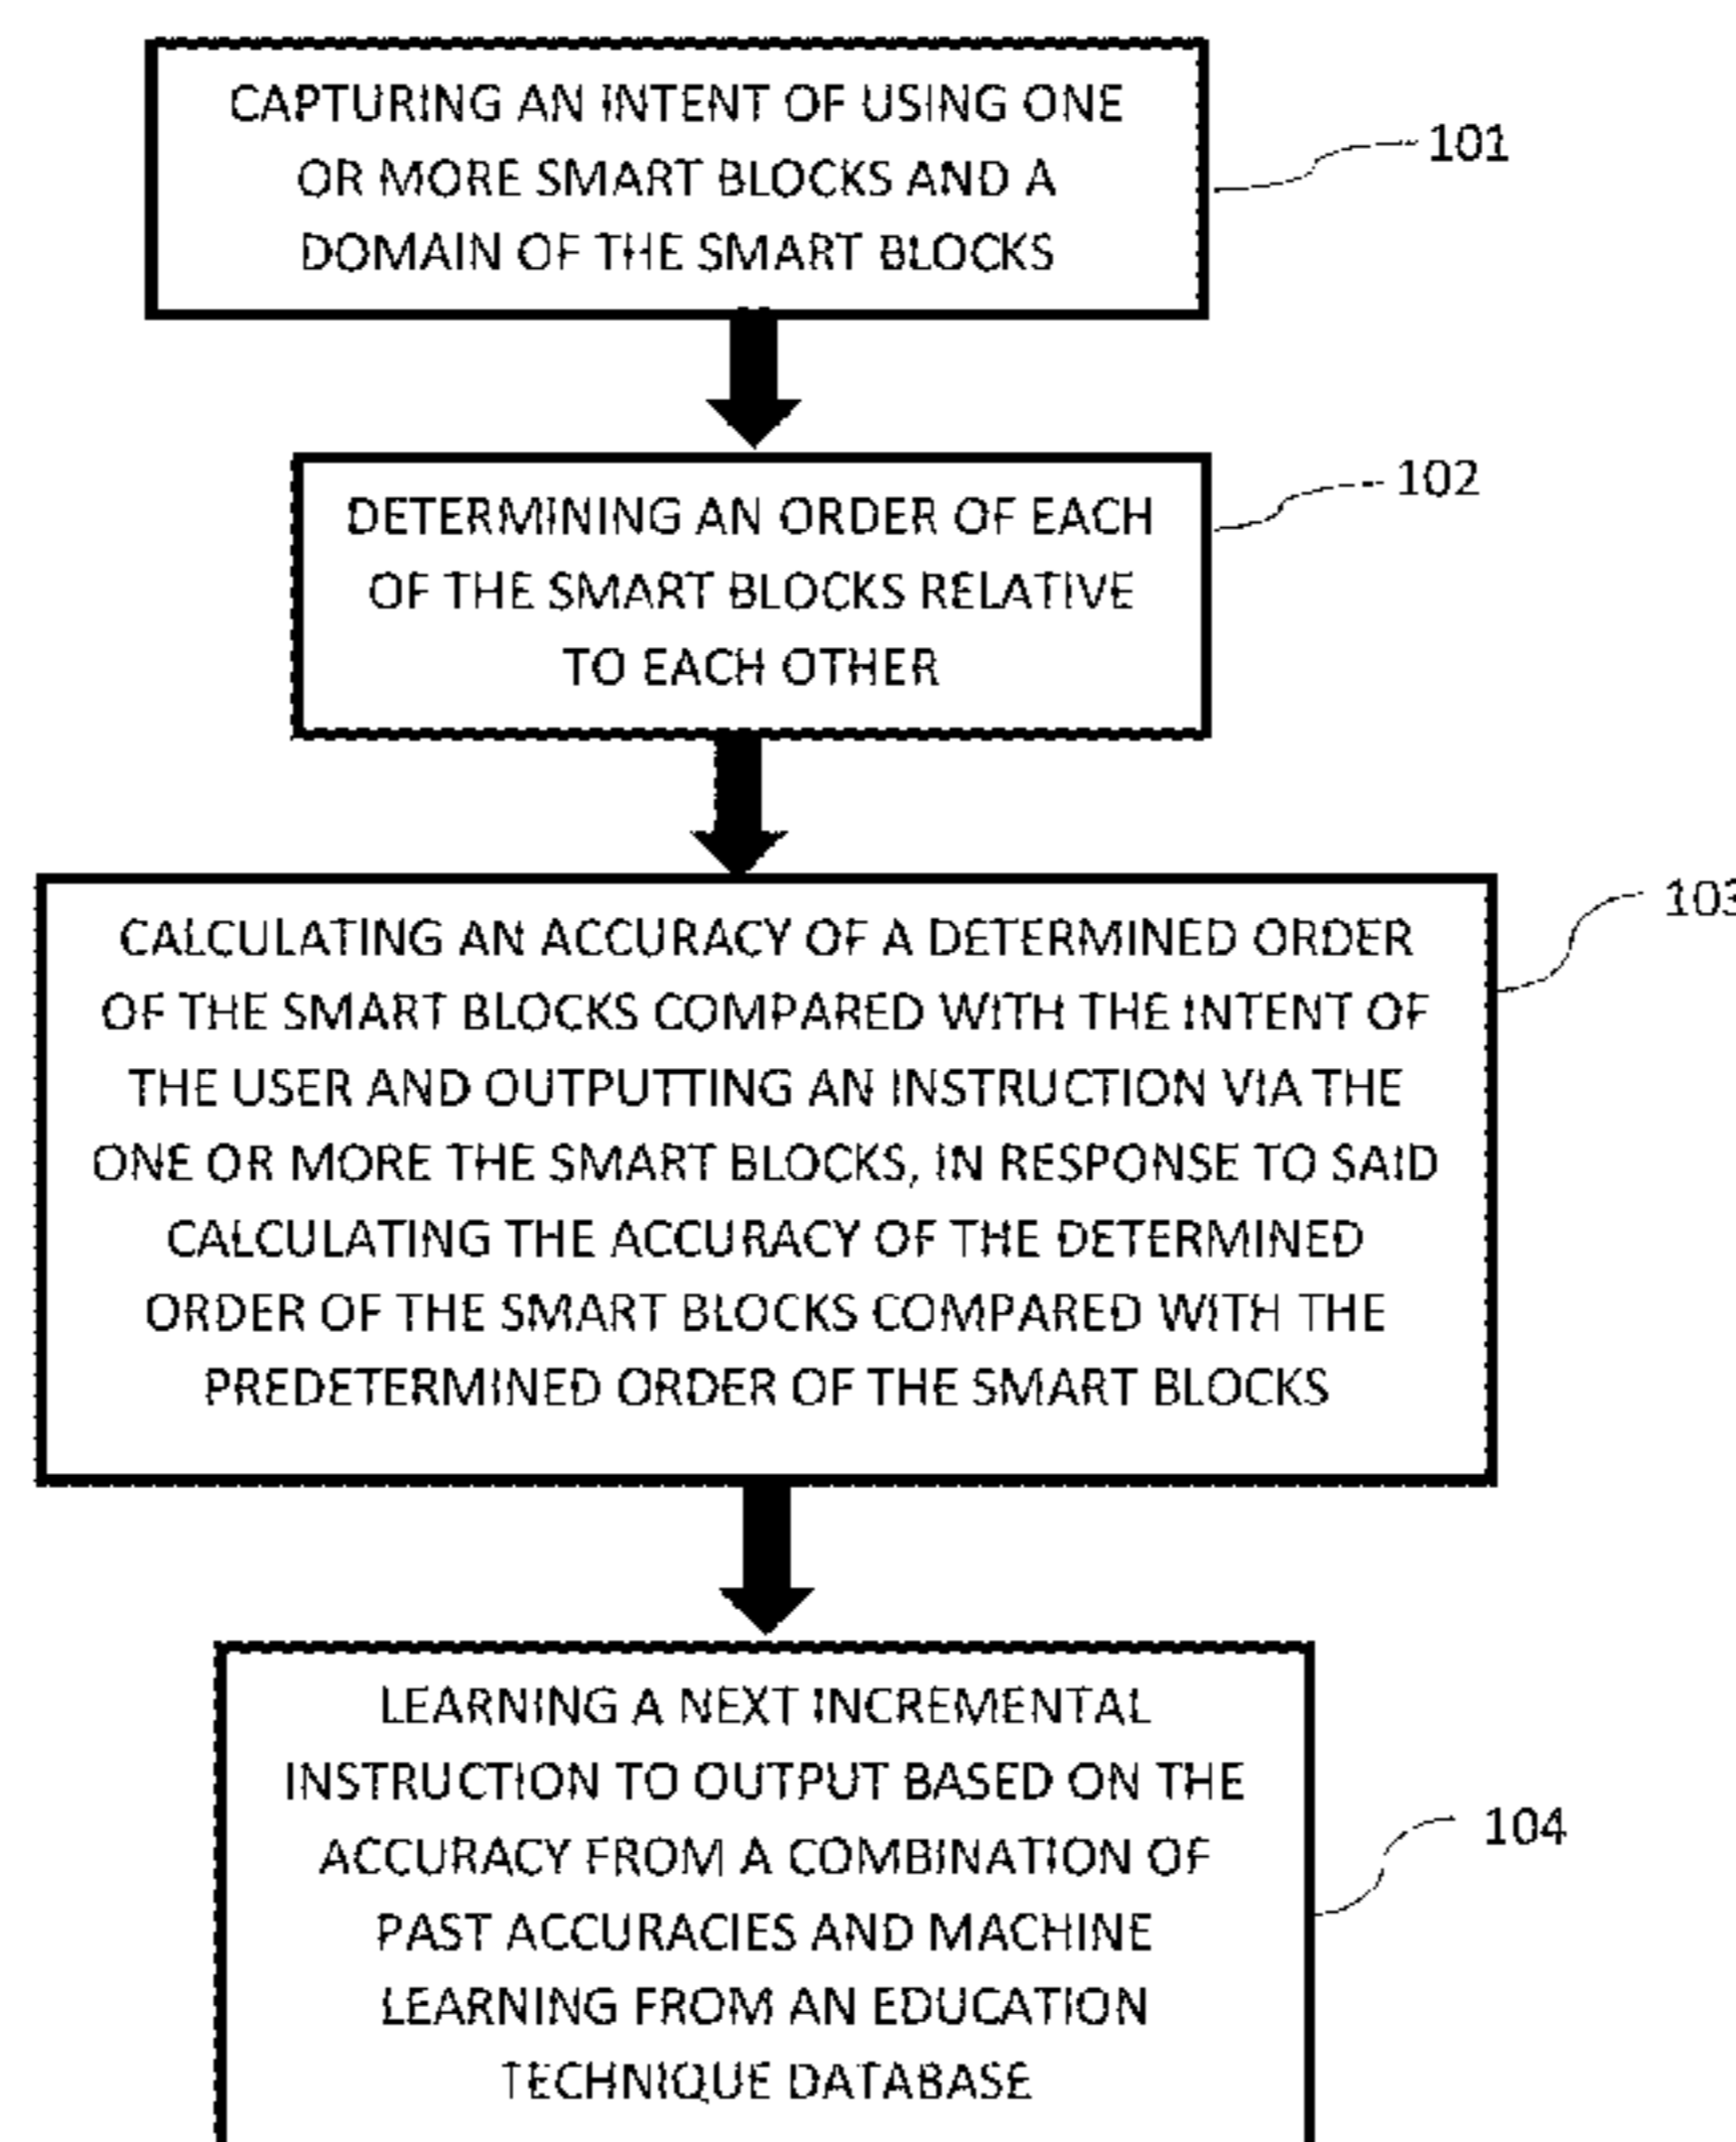 CAPTURING AN INTENT OF USING ONE
OR MORE SMART BLOCKS AND A
DOMAIN OF THE SMART BLOCKS
101
DETERMINING AN ORDER OF EACH
OF THE SMART BLOCKS RELATIVE
TO EACH OTHER
102
CALCULATING AN ACCURACY OF A DETERMINED ORDER
OF THE SMART BLOCKS COMPARED WITH THE INTENT OF
THE USER AND OUTPUTTING AN INSTRUCTION VIA THE
ONE OR MORE THE SMART BLOCKS, IN RESPONSE TO SAID
CALCULATING THE ACCURACY OF THE DETERMINED
ORDER OF THE SMART BLOCKS COMPARED WITH THE
PREDETERMINED ORDER OF THE SMART BLOCKS
103
LEARNING A NEXT INCREMENTAL
INSTRUCTION TO OUTPUT BASED ON THE
ACCURACY FROM A COMBINATION OF
PAST ACCURACIES AND MACHINE
LEARNING FROM AN EDUCATION
TECHNIQUE DATABASE
104